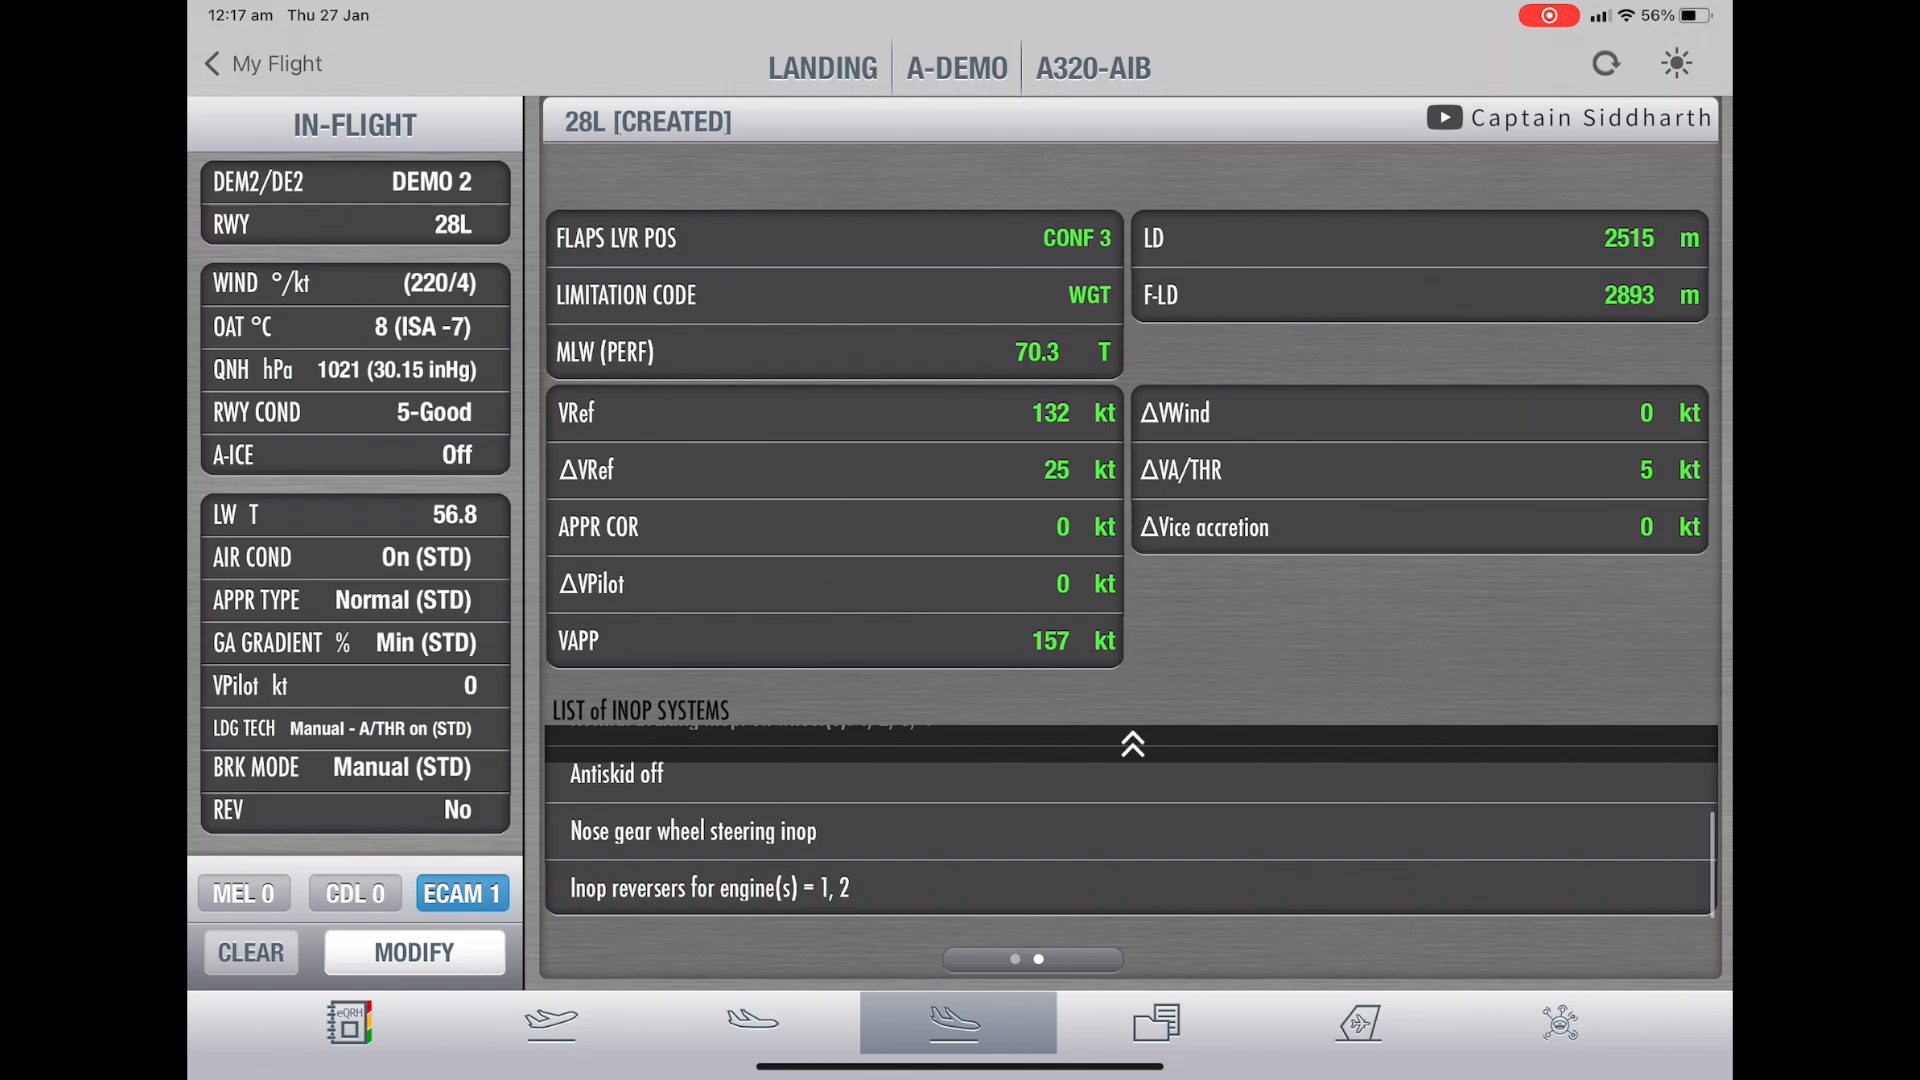 12:17 am Thu 27 Jan
56%
My Flight
LANDING A-DEMO A320-AIB
IN-FLIGHT
DEM2/DE2 DEMO 2
RWY 28L
WIND °/kt (220/4)
OAT °C 8 (ISA -7)
QNH hPa 1021 (30.15 inHg)
RWY COND 5-Good
A-ICE Off
LW T 56.8
AIR COND On (STD)
APPR TYPE Normal (STD)
GA GRADIENT % Min (STD)
VPilot kt 0
LDG TECH Manual - A/THR on (STD)
BRK MODE Manual (STD)
REV No
MEL 0 CDL 0 ECAM 1
CLEAR MODIFY
28L [CREATED]
Captain Siddharth
FLAPS LVR POS CONF 3
LIMITATION CODE WGT
MLW (PERF) 70.3 T
LD 2515 m
F-LD 2893 m
VRef 132 kt
ΔVRef 25 kt
APPR COR 0 kt
ΔVPilot 0 kt
VAPP 157 kt
ΔVWind 0 kt
ΔVA/THR 5 kt
ΔVice accretion 0 kt
LIST of INOP SYSTEMS
Antiskid off
Nose gear wheel steering inop
Inop reversers for engine(s) = 1, 2
eQRH